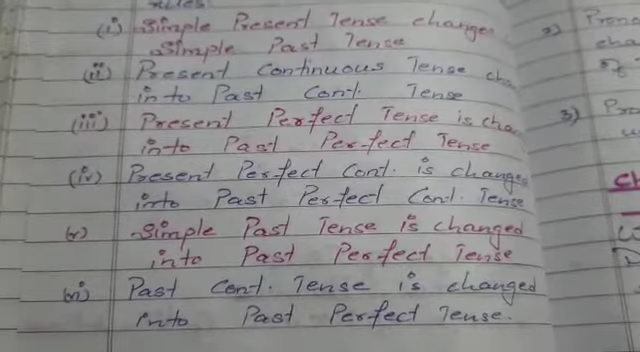 rules:
(i) Simple Present Tense changes
Simple Past Tense
(ii) Present Continuous Tense
into Past Cont. Tense
(iii) Present Perfect Tense is
into Past Perfect Tense
(iv) Present Perfect Cont. is changed
into Past Perfect Cont. Tense
(v) Simple Past Tense is changed
into Past Perfect Tense
(vi) Past Cont. Tense is changed
into Past Perfect Tense.
2)
3)